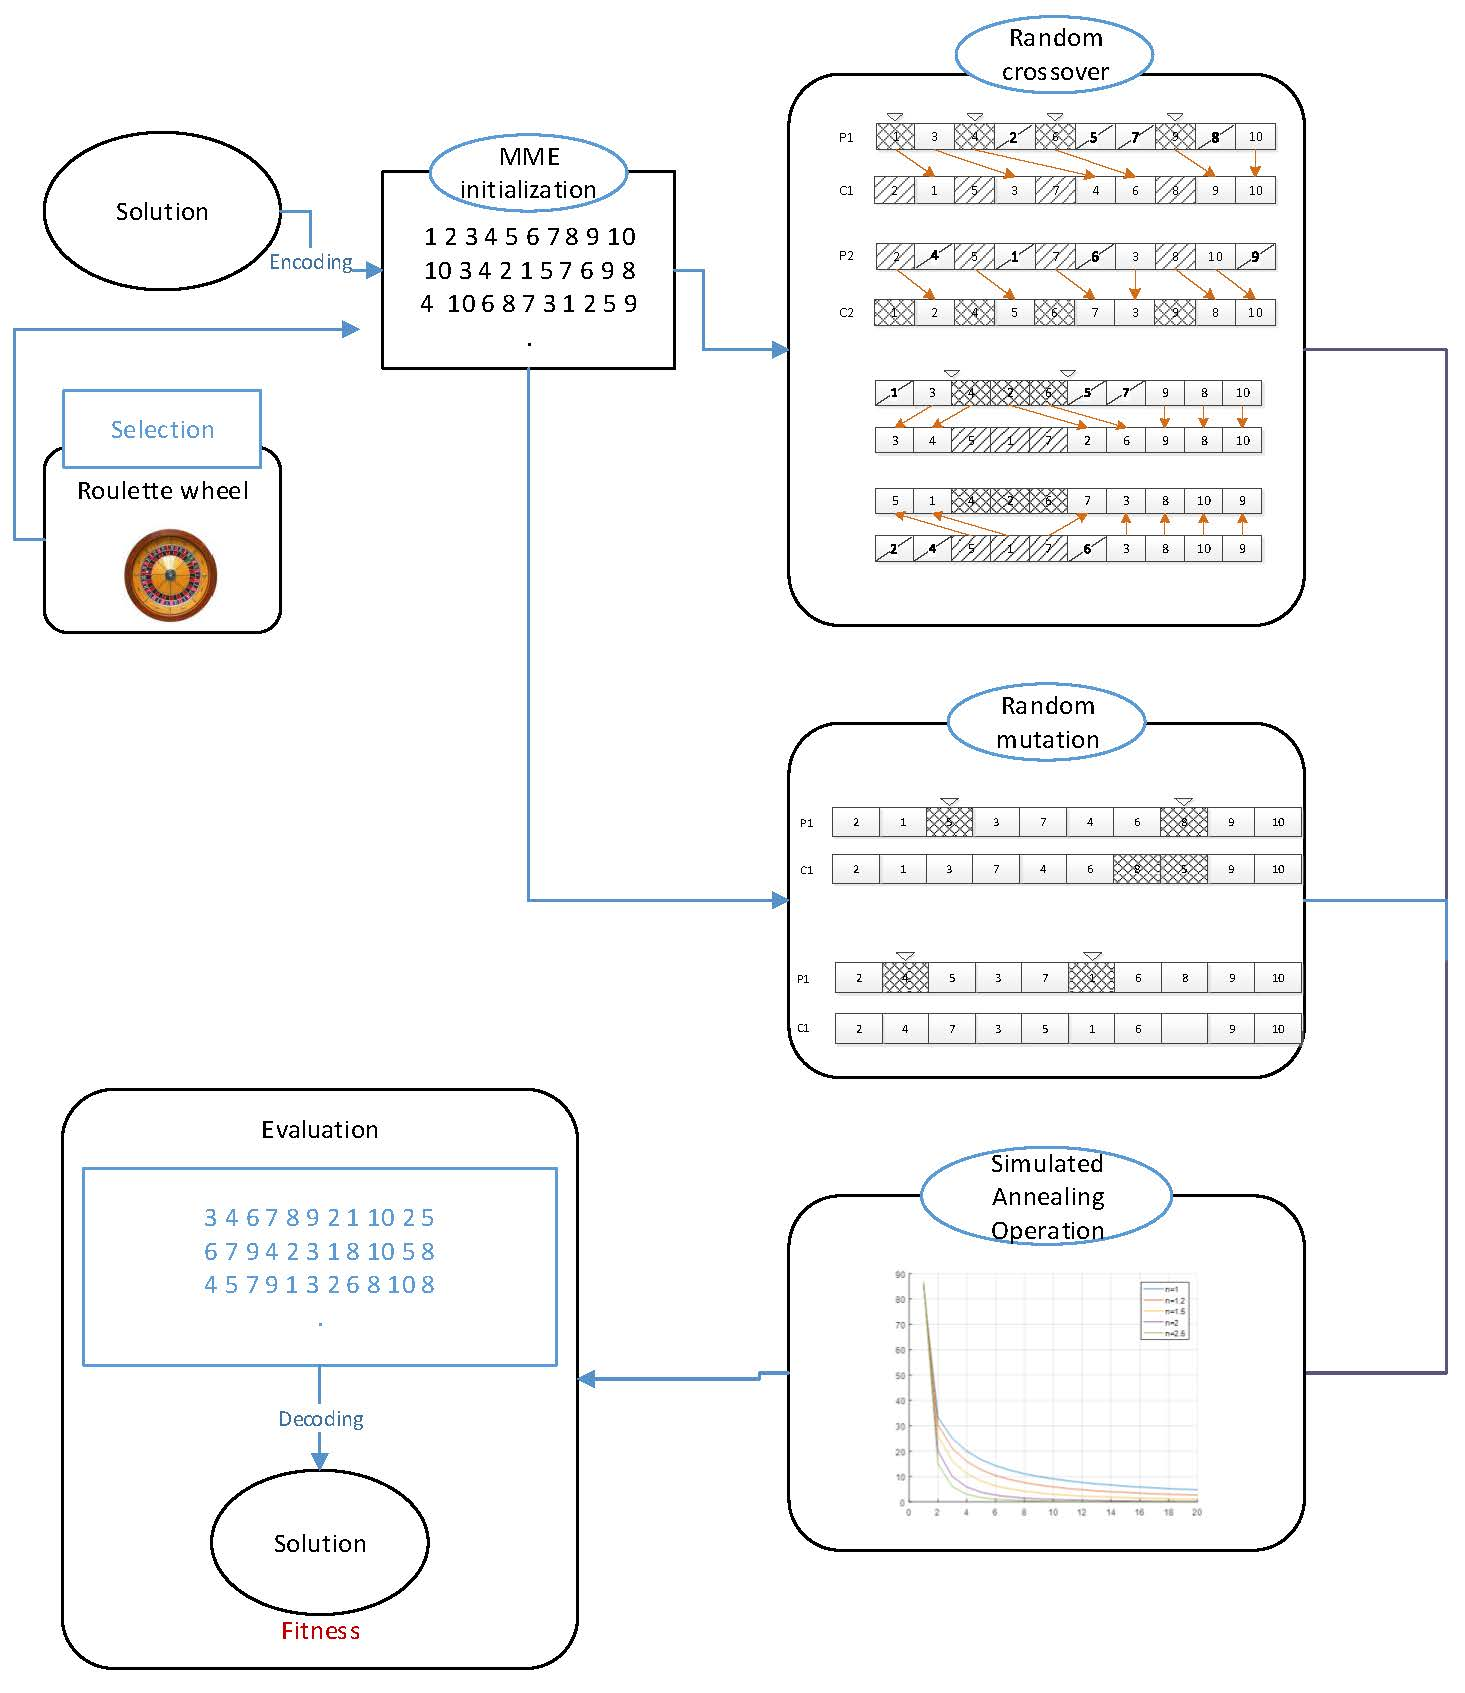 Random
crossover
P1 1 3 4 2 6 5 7 9 8 10
C1 2 1 5 3 7 4 6 8 9 10
P2 2 4 5 1 7 6 3 8 10 9
C2 1 2 4 5 6 7 3 9 8 10
1 3 4 2 6 5 7 9 8 10
3 4 5 1 7 2 6 9 8 10
5 1 4 2 6 7 3 8 10 9
2 4 5 1 7 6 3 8 10 9
Solution
Encoding
MME
initialization
1 2 3 4 5 6 7 8 9 10
10 3 4 2 1 5 7 6 9 8
4 10 6 8 7 3 1 2 5 9
.
Selection
Roulette wheel
Random
mutation
P1 2 1 5 3 7 4 6 8 9 10
C1 2 1 3 7 4 6 8 5 9 10
P1 2 4 5 3 7 1 6 8 9 10
C1 2 4 7 3 5 1 6 9 10
Simulated
Annealing
Operation
90
80
70
60
50
40
30
20
10
0
0 2 4 6 8 10 12 14 16 18 20
n=1
n=1.2
n=1.5
n=2
n=2.5
Evaluation
3 4 6 7 8 9 2 1 10 2 5
6 7 9 4 2 3 1 8 10 5 8
4 5 7 9 1 3 2 6 8 10 8
.
Decoding
Solution
Fitness